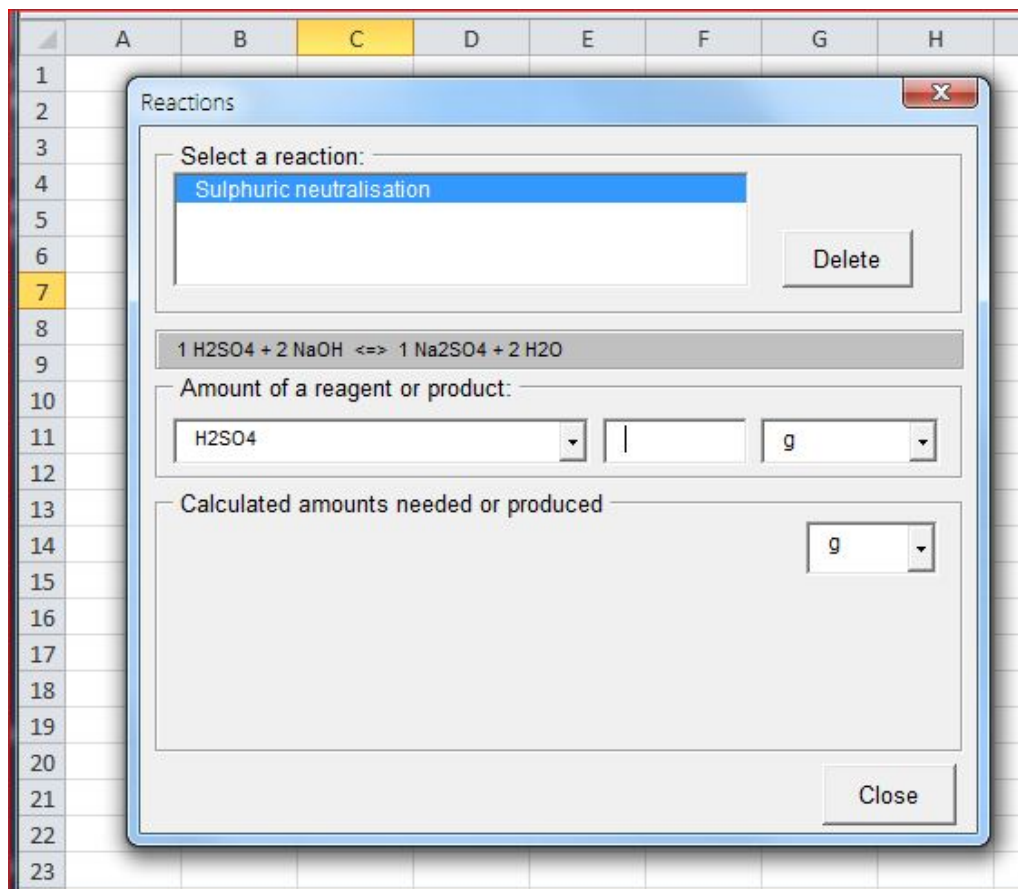 A B C D E F G H
1
2
Reactions
3
Select a reaction:
4
Sulphuric neutralisation
5
6
Delete
7
8
1 H2SO4 + 2 NaOH <=> 1 Na2SO4 + 2 H2O
9
10
Amount of a reagent or product:
11
H2SO4 g
12
13
Calculated amounts needed or produced
14
g
15
16
17
18
19
20
21
Close
22
23